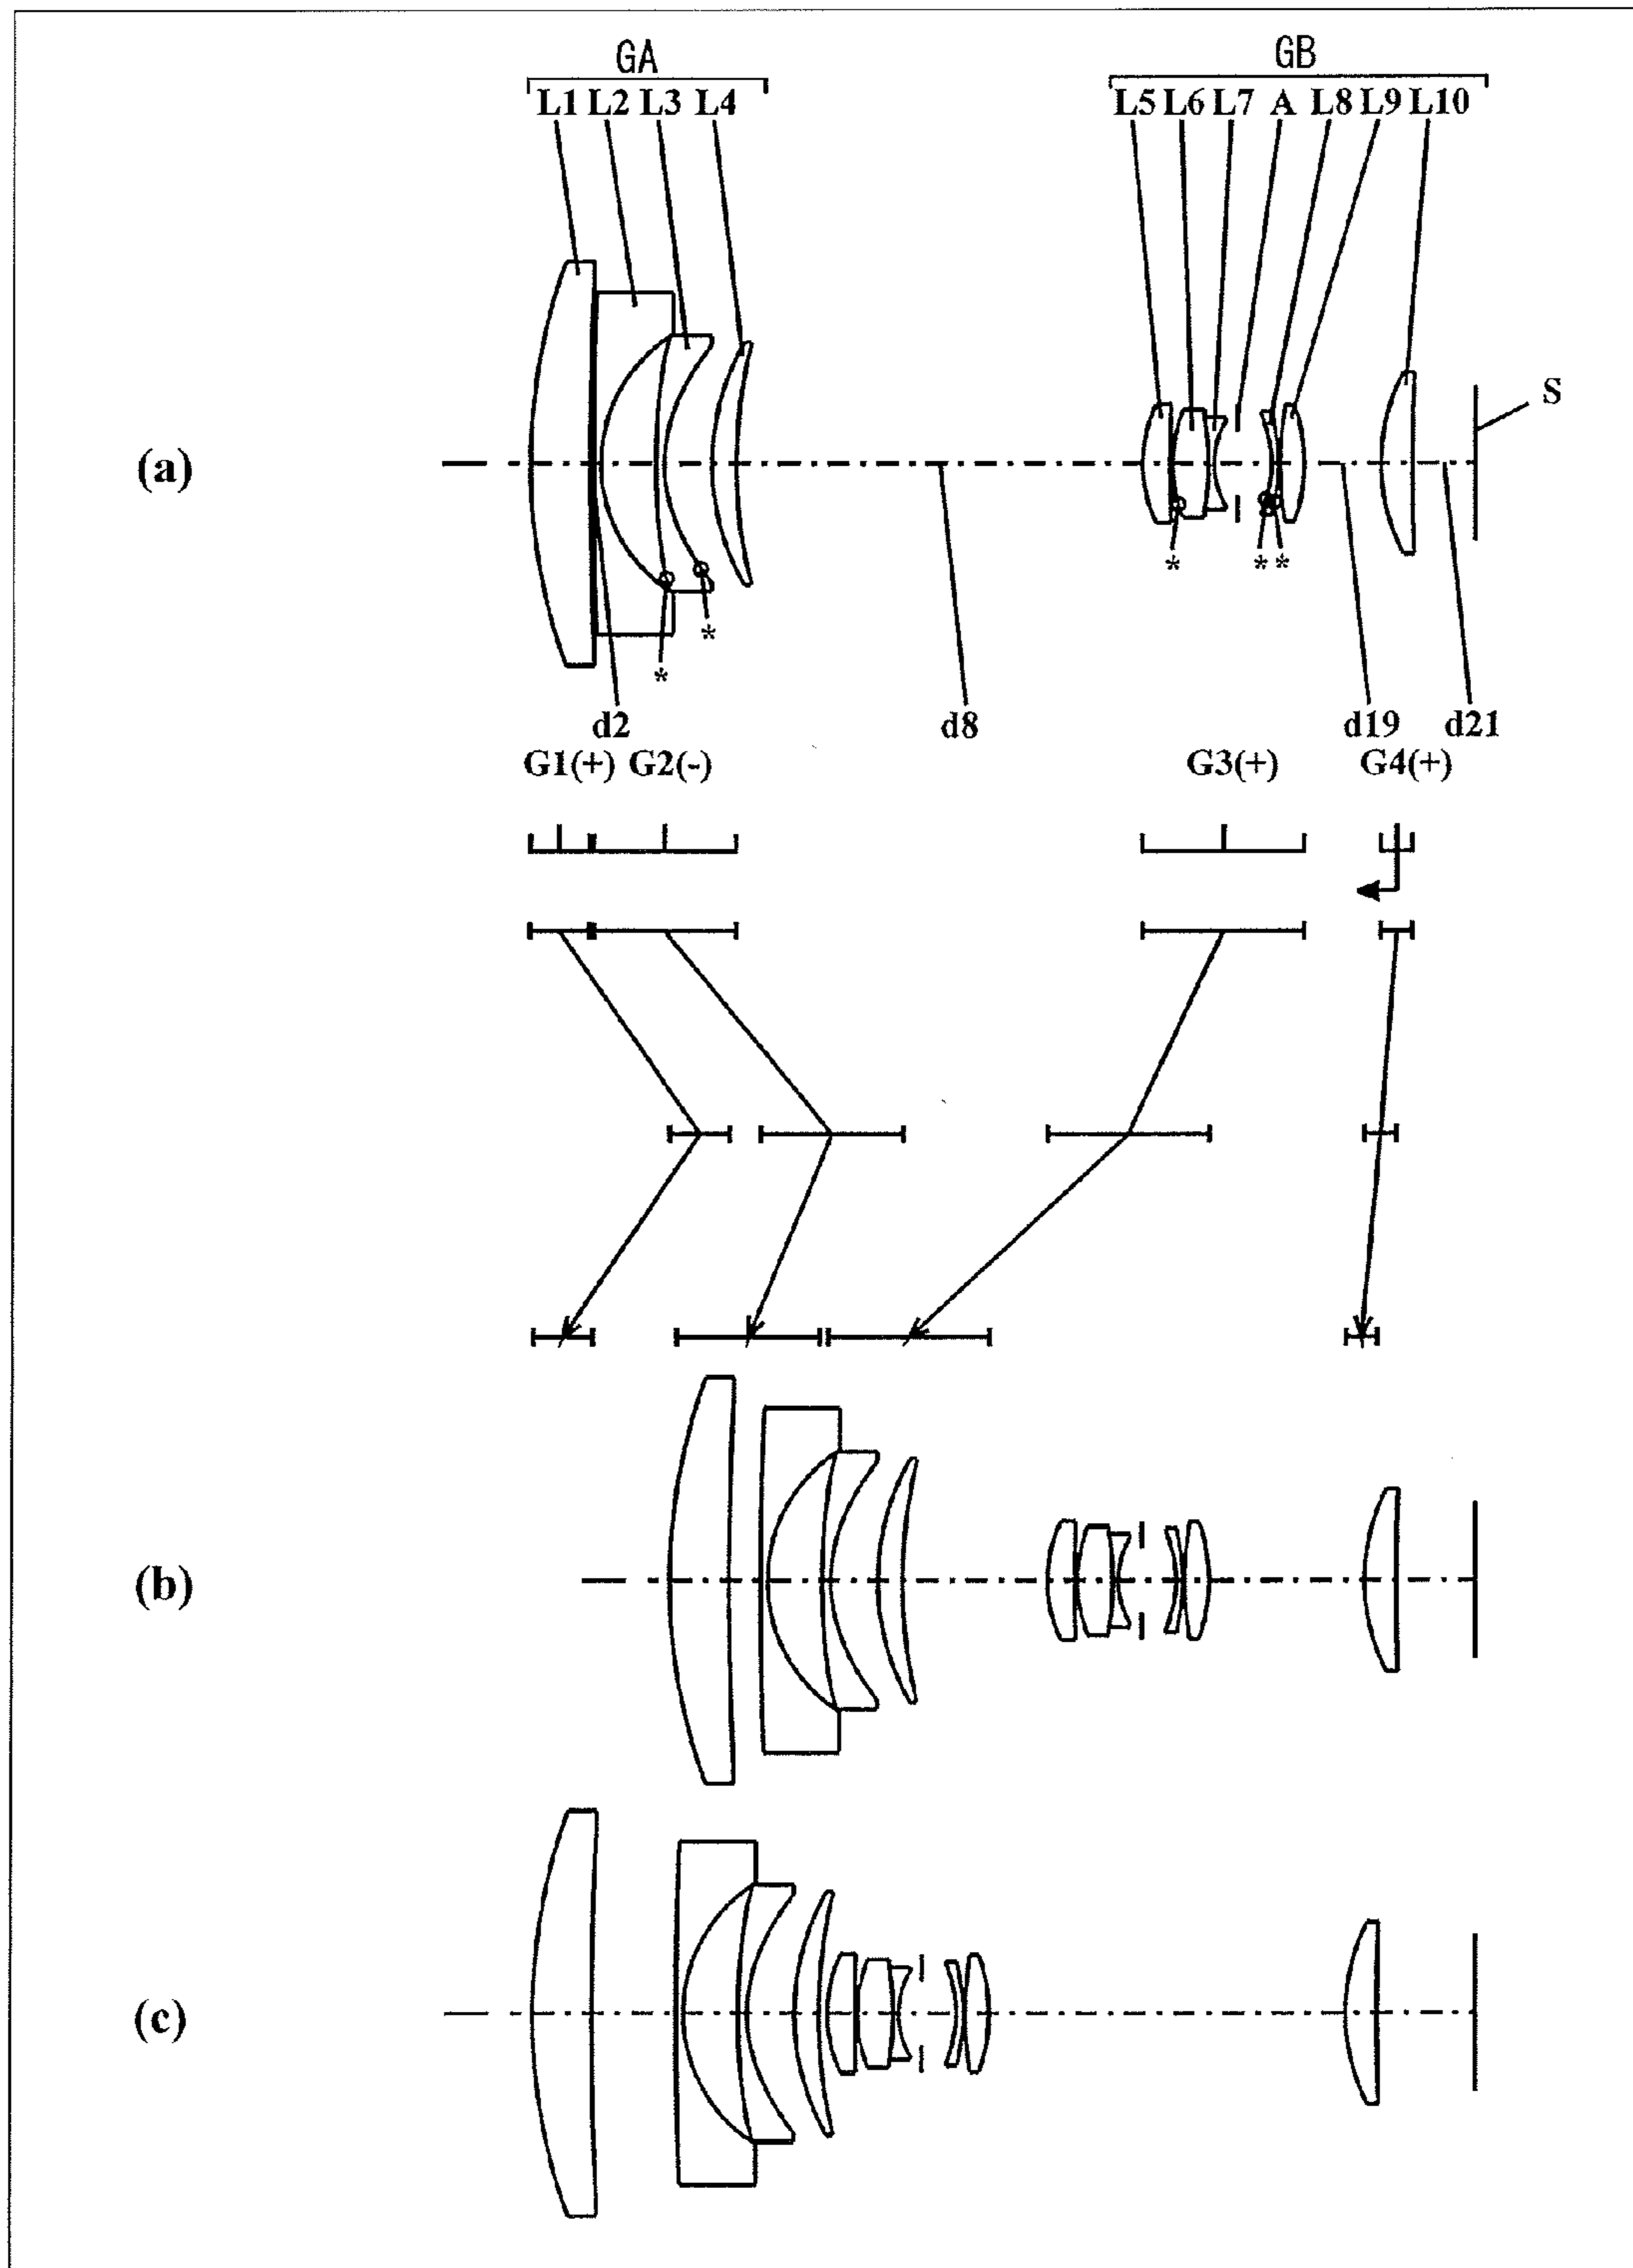 GA GB
L1 L2 L3 L4 L5 L6 L7 A L8 L9 L10
S
(a)
* * *
*
*
d2 d8 d19 d21
G1(+) G2(-) G3(+) G4(+)
(b)
(c)